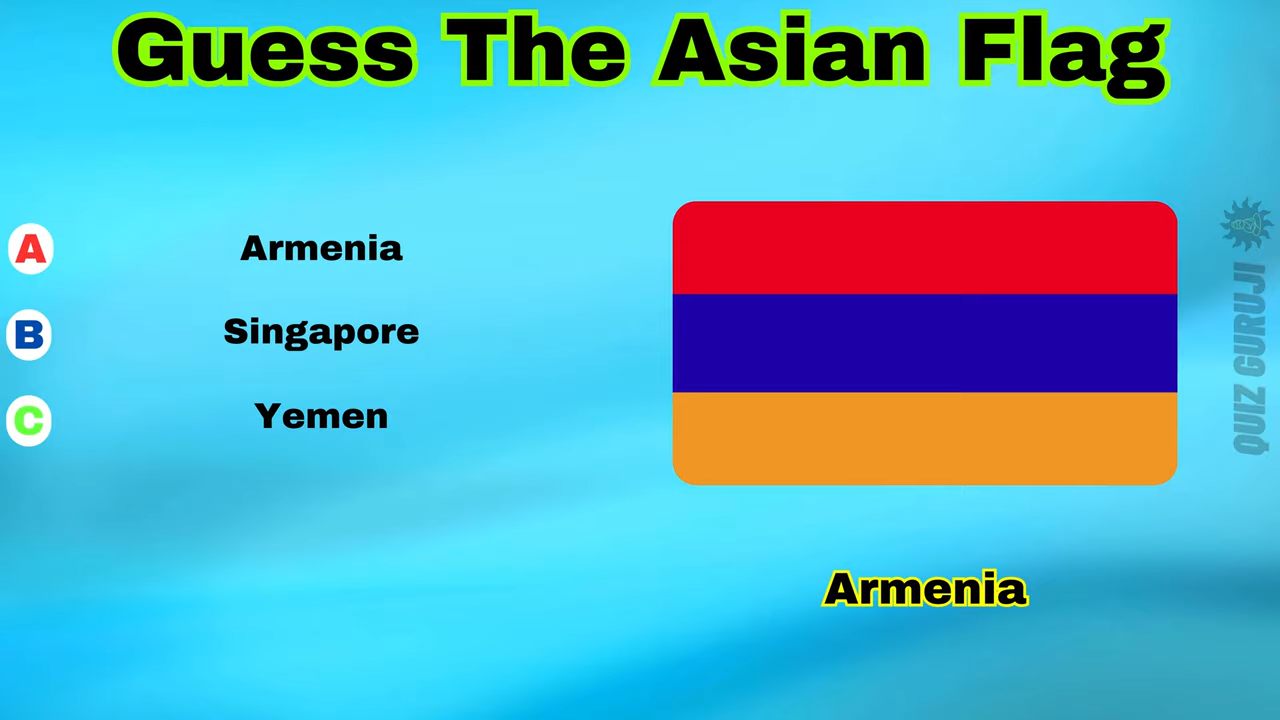 Guess The Asian Flag
A Armenia
B Singapore
C Yemen
Armenia
QUIZ GURUJI